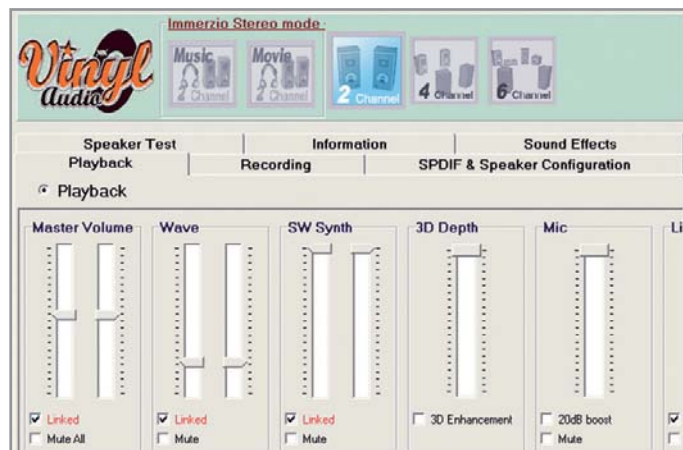 Immerzio Stereo mode :
Vinyl
Audio
Music
2 Channel
Movie
2 Channel
2 Channel
4 Channel
6 Channel
Speaker Test
Information
Sound Effects
Playback
Recording
SPDIF & Speaker Configuration
Playback
Master Volume
Wave
SW Synth
3D Depth
Mic
Li
Linked
Linked
Linked
3D Enhancement
20dB boost
Mute All
Mute
Mute
Mute